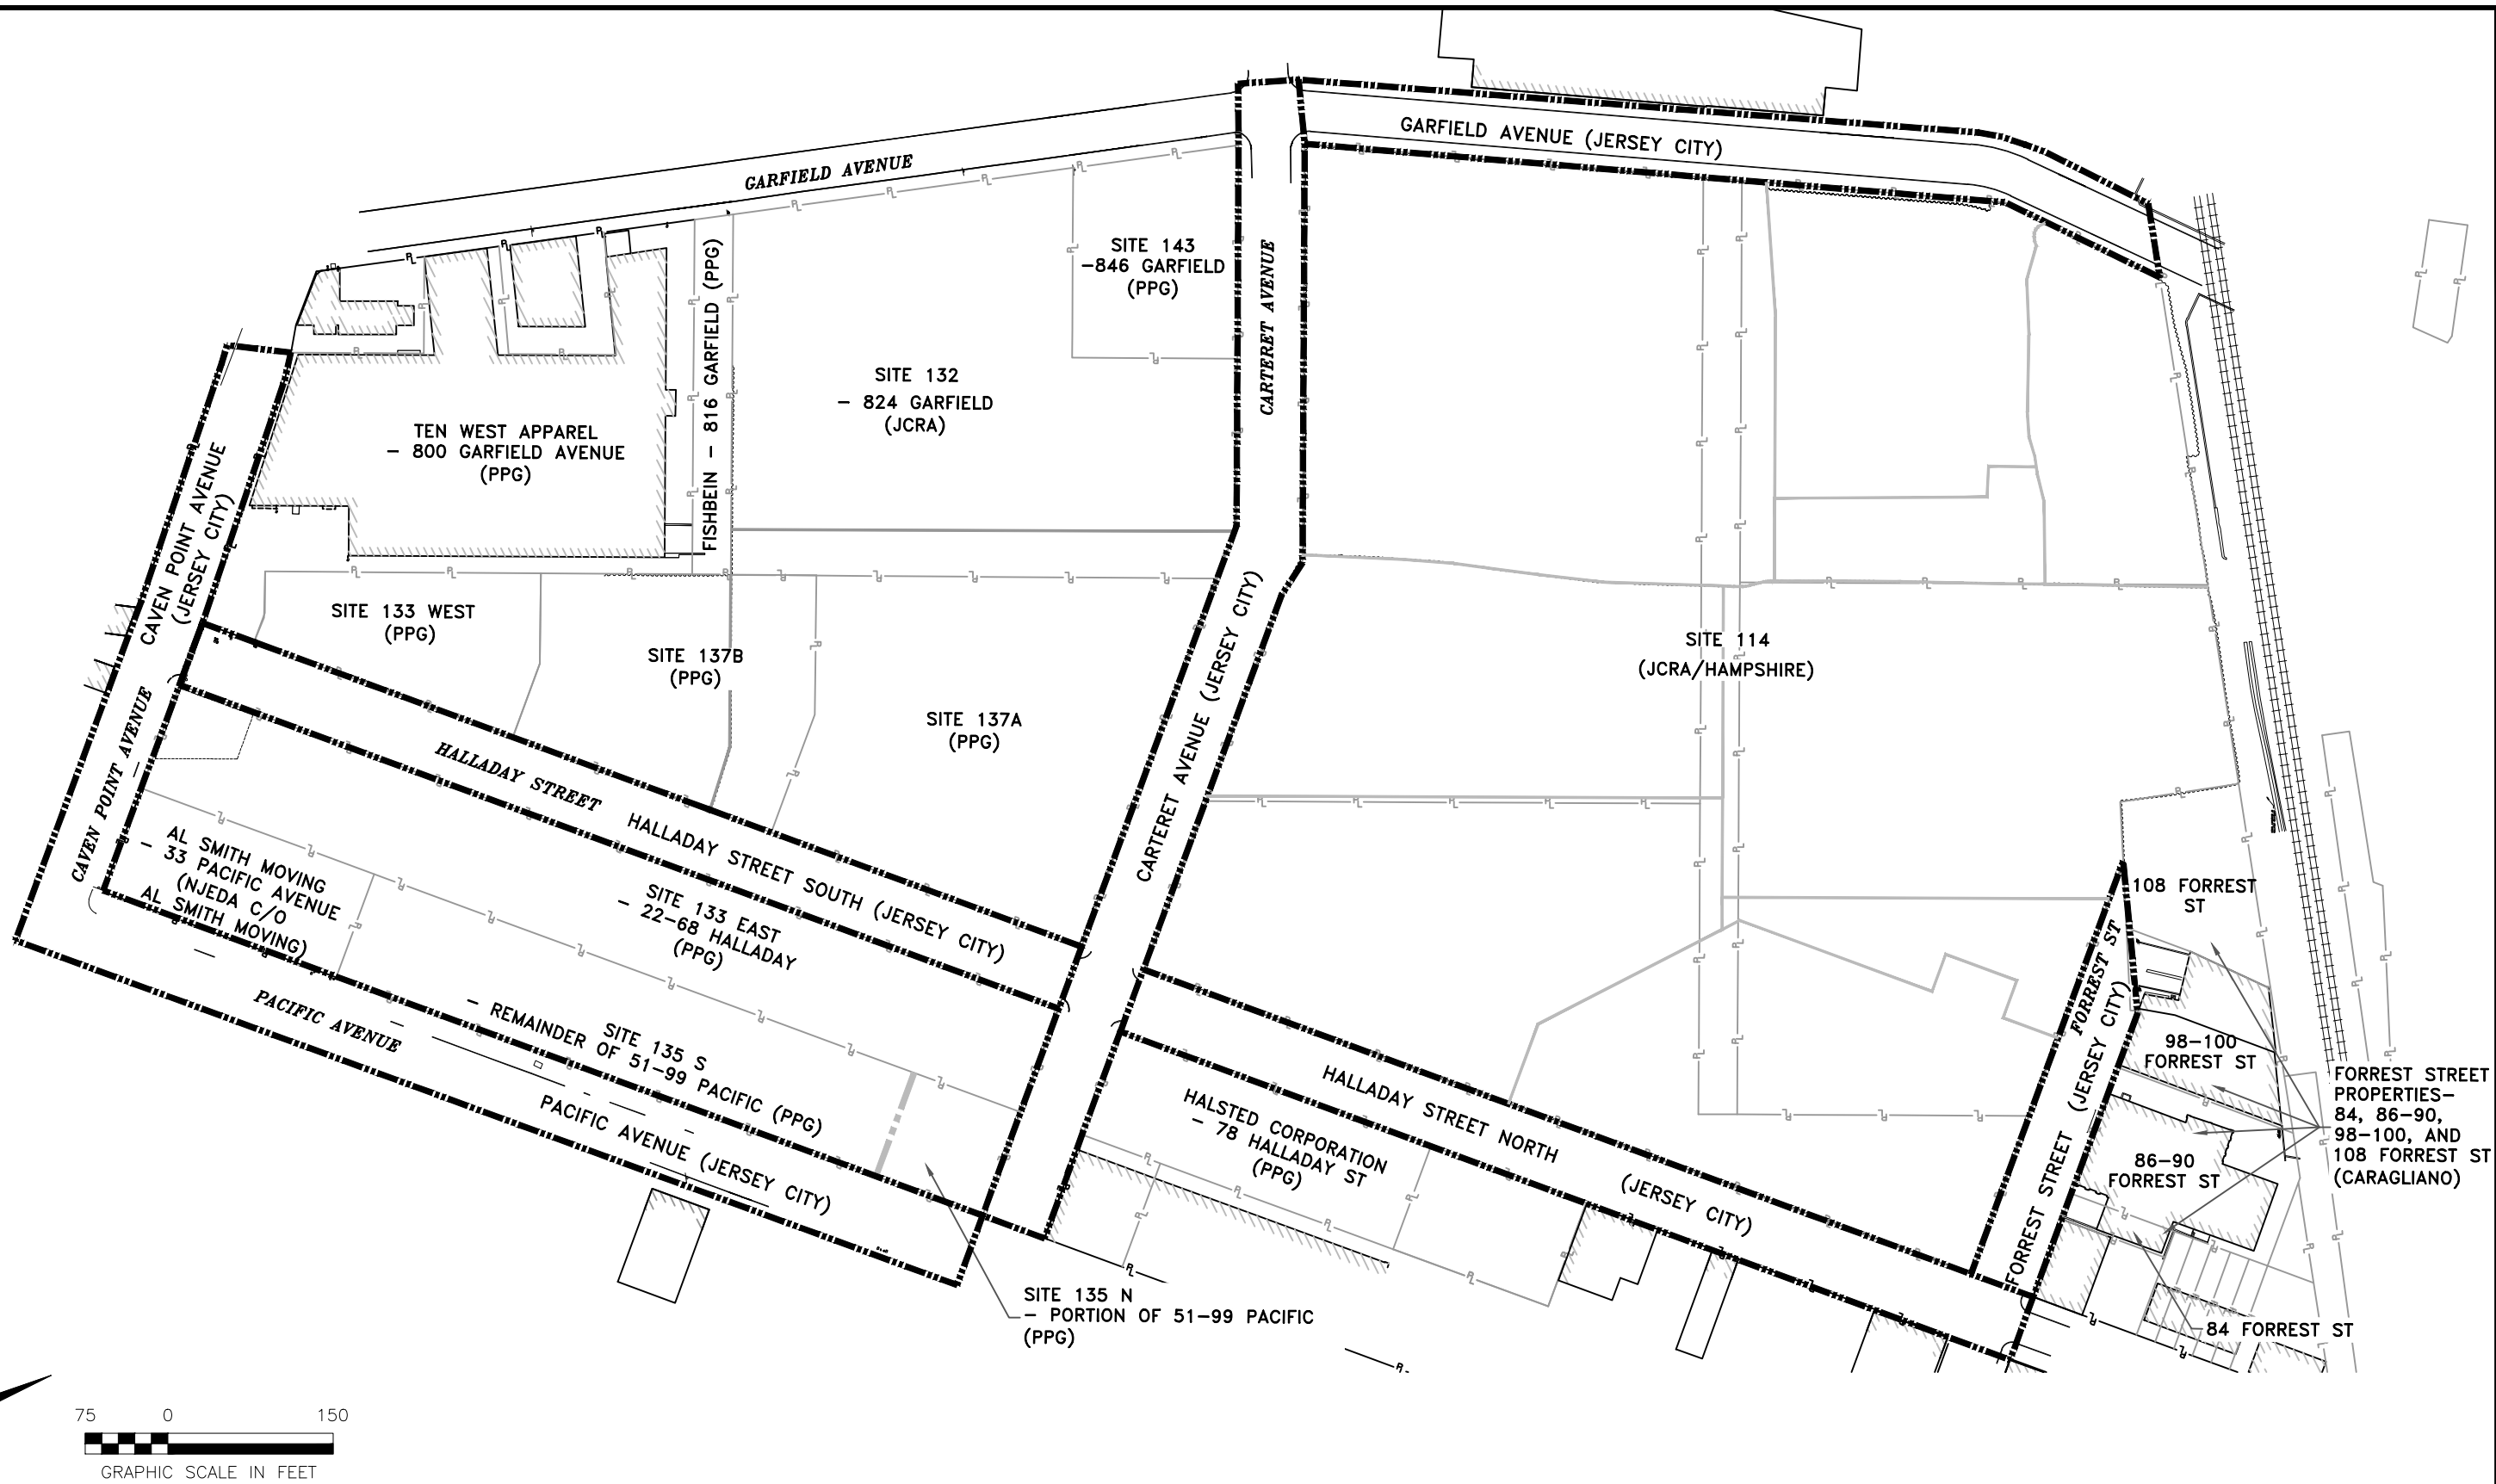 GARFIELD AVENUE (JERSEY CITY)
GARFIELD AVENUE
SITE 143
-846 GARFIELD
(PPG)
CARTERET AVENUE
FISHBEIN - 816 GARFIELD (PPG)
SITE 132
- 824 GARFIELD
(JCRA)
TEN WEST APPAREL
- 800 GARFIELD AVENUE
(PPG)
CAVEN POINT AVENUE
(JERSEY CITY)
SITE 133 WEST
(PPG)
SITE 137B
(PPG)
SITE 137A
(PPG)
CARTERET AVENUE (JERSEY CITY)
SITE 114
(JCRA/HAMPSHIRE)
CAVEN POINT AVENUE
HALLADAY STREET
HALLADAY STREET SOUTH (JERSEY CITY)
AL SMITH MOVING
- 33 PACIFIC AVENUE
(NJEDA C/O
AL SMITH MOVING)
SITE 133 EAST
- 22-68 HALLADAY
(PPG)
PACIFIC AVENUE
SITE 135 S
- REMAINDER OF 51-99 PACIFIC (PPG)
PACIFIC AVENUE (JERSEY CITY)
SITE 135 N
- PORTION OF 51-99 PACIFIC
(PPG)
HALSTED CORPORATION
- 78 HALLADAY ST
(PPG)
HALLADAY STREET NORTH
(JERSEY CITY)
FORREST ST
FORREST STREET (JERSEY CITY)
108 FORREST
ST
98-100
FORREST ST
86-90
FORREST ST
84 FORREST ST
FORREST STREET
PROPERTIES-
84, 86-90,
98-100, AND
108 FORREST ST
(CARAGLIANO)
75 0 150
GRAPHIC SCALE IN FEET